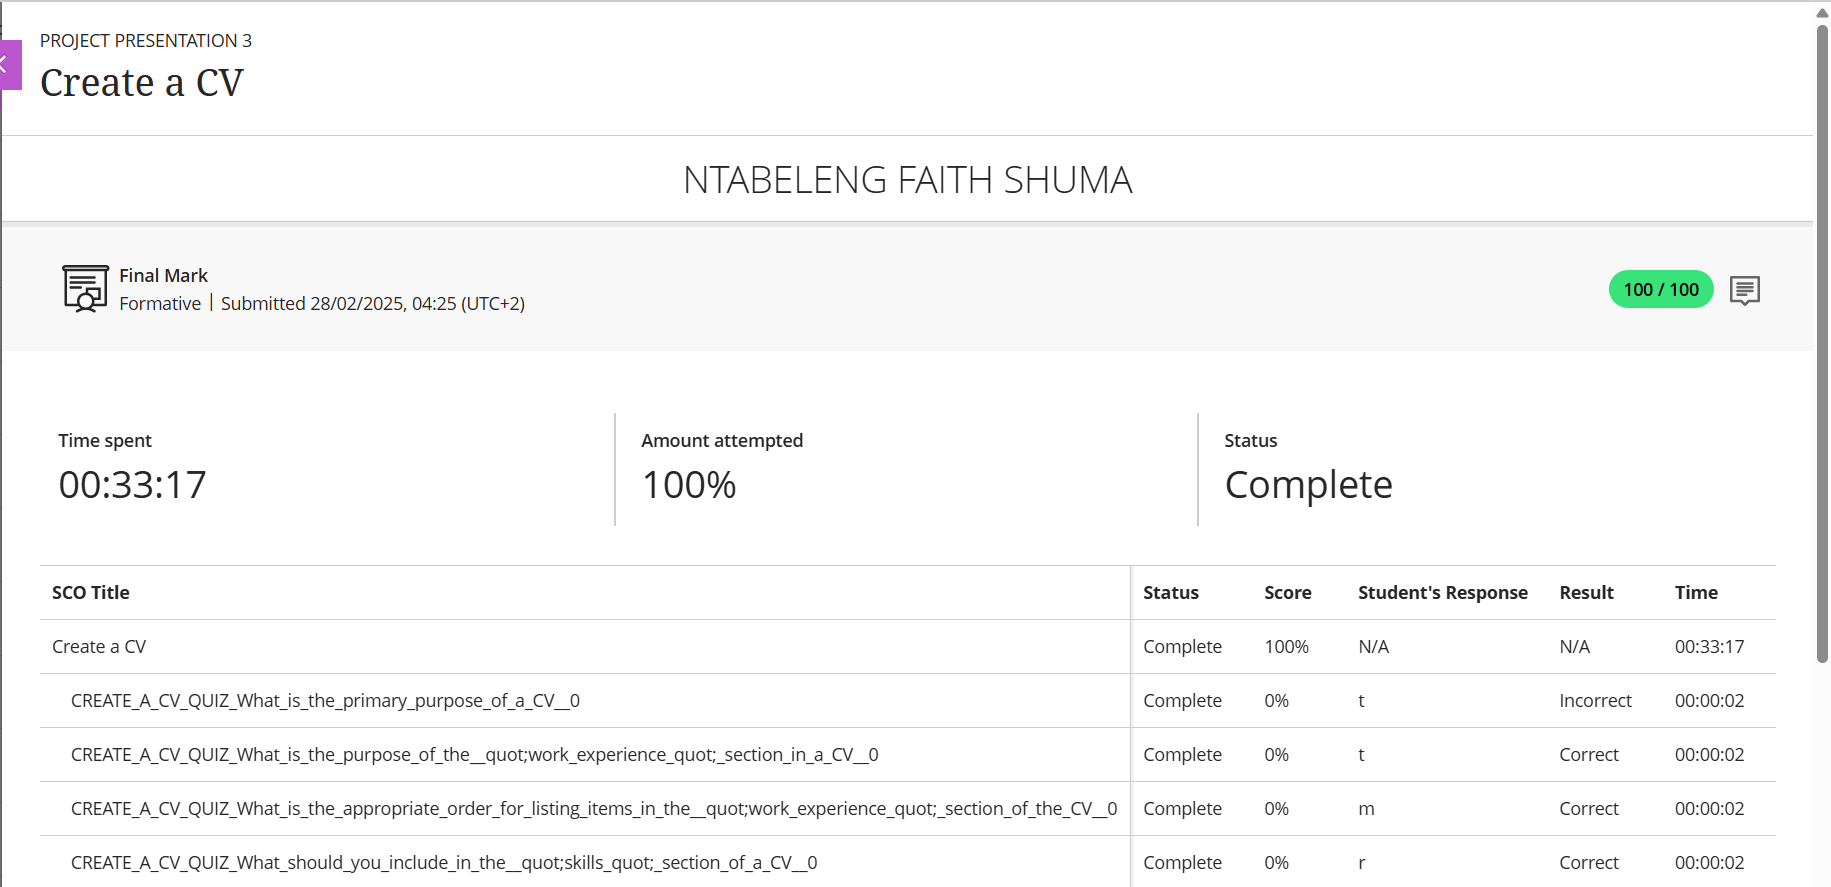 PROJECT PRESENTATION 3
Create a CV
NTABELENG FAITH SHUMA
Final Mark
Formative | Submitted 28/02/2025, 04:25 (UTC+2)
100 / 100
Time spent
00:33:17
Amount attempted
100%
Status
Complete
SCO Title Status Score Student's Response Result Time
Create a CV Complete 100% N/A N/A 00:33:17
CREATE_A_CV_QUIZ_What_is_the_primary_purpose_of_a_CV__0 Complete 0% t Incorrect 00:00:02
CREATE_A_CV_QUIZ_What_is_the_purpose_of_the__quot;work_experience_quot;_section_in_a_CV__0 Complete 0% t Correct 00:00:02
CREATE_A_CV_QUIZ_What_is_the_appropriate_order_for_listing_items_in_the__quot;work_experience_quot;_section_of_the_CV__0 Complete 0% m Correct 00:00:02
CREATE_A_CV_QUIZ_What_should_you_include_in_the__quot;skills_quot;_section_of_a_CV__0 Complete 0% r Correct 00:00:02